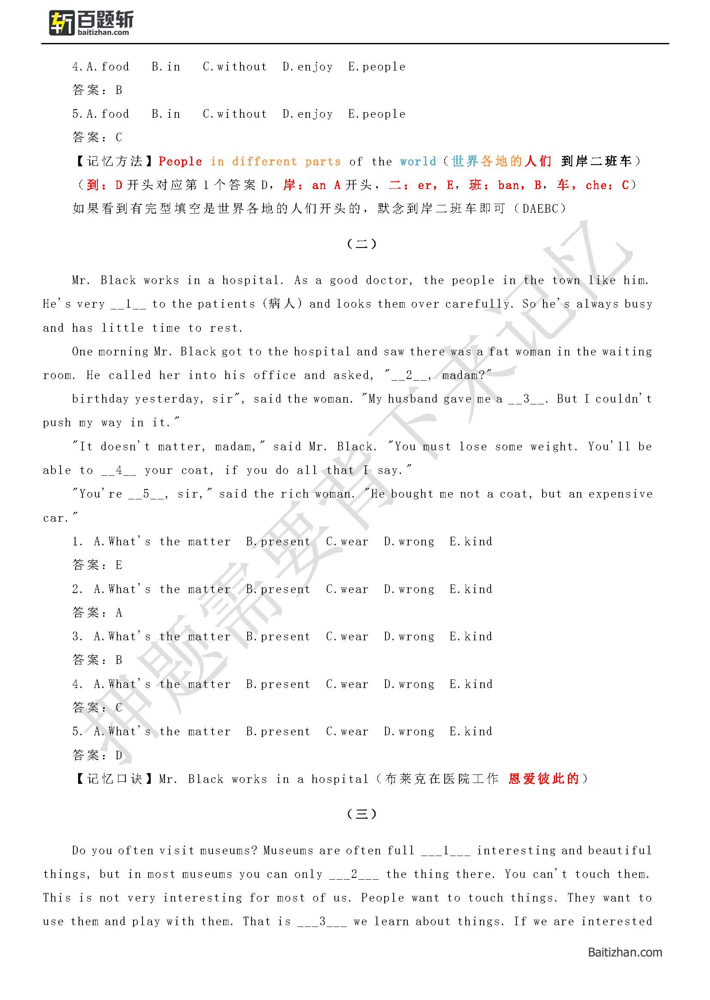 斩 百题斩
baitizhan.com
4.A.food B.in C.without D.enjoy E.people
答案：B
5.A.food B.in C.without D.enjoy E.people
答案：C
【记忆方法】People in different parts of the world（世界各地的人们 到岸二班车）
（到：D 开头对应第 1 个答案 D，岸：an A 开头，二：er，E，班：ban，B，车，che：C）
如果看到有完型填空是世界各地的人们开头的，默念到岸二班车即可（DAEBC）
（二）
Mr. Black works in a hospital. As a good doctor, the people in the town like him.
He's very __1__ to the patients (病人) and looks them over carefully. So he's always busy
and has little time to rest.
One morning Mr. Black got to the hospital and saw there was a fat woman in the waiting
room. He called her into his office and asked, "__2__, madam?"
birthday yesterday, sir", said the woman. "My husband gave me a __3__. But I couldn't
push my way in it."
"It doesn't matter, madam," said Mr. Black. "You must lose some weight. You'll be
able to __4__ your coat, if you do all that I say."
"You're __5__, sir," said the rich woman. "He bought me not a coat, but an expensive
car."
1. A.What's the matter B.present C.wear D.wrong E.kind
答案：E
2. A.What's the matter B.present C.wear D.wrong E.kind
答案：A
3. A.What's the matter B.present C.wear D.wrong E.kind
答案：B
4. A.What's the matter B.present C.wear D.wrong E.kind
答案：C
5. A.What's the matter B.present C.wear D.wrong E.kind
答案：D
【记忆口诀】Mr. Black works in a hospital（布莱克在医院工作 恩爱彼此的）
（三）
Do you often visit museums? Museums are often full ___1___ interesting and beautiful
things, but in most museums you can only ___2___ the thing there. You can't touch them.
This is not very interesting for most of us. People want to touch things. They want to
use them and play with them. That is ___3___ we learn about things. If we are interested
Baitizhan.com
押题需要背下来记忆